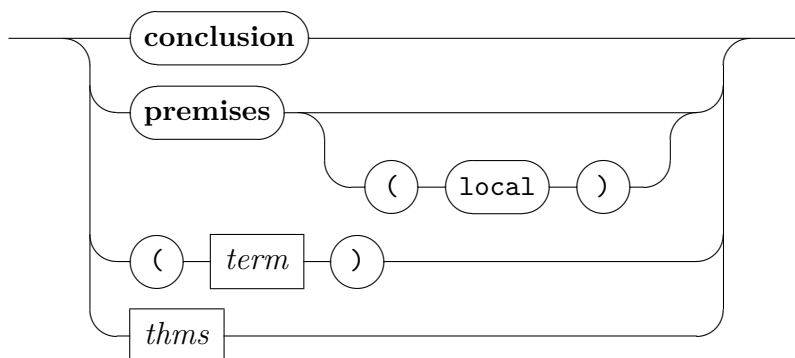 conclusion
premises
( local )
( term )
thms